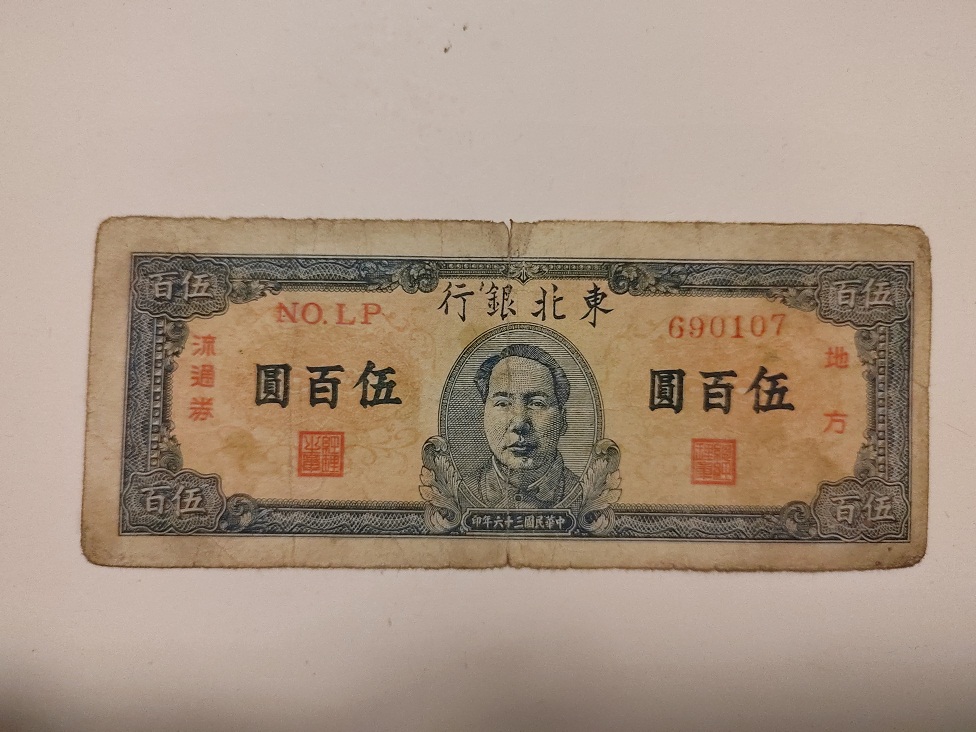 東北銀行
伍百
伍百
NO.LP
690107
地方
流通券
伍百圓
伍百圓
伍百
伍百
中華民國三十六年印